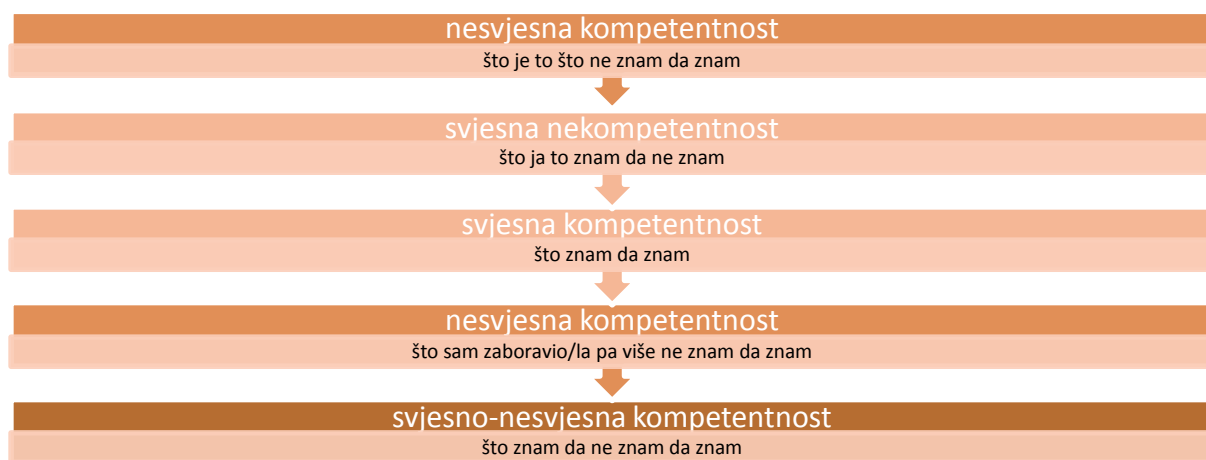 nesvjesna kompetentnost
što je to što ne znam da znam
svjesna nekompetentnost
što ja to znam da ne znam
svjesna kompetentnost
što znam da znam
nesvjesna kompetentnost
što sam zaboravio/la pa više ne znam da znam
svjesno-nesvjesna kompetentnost
što znam da ne znam da znam